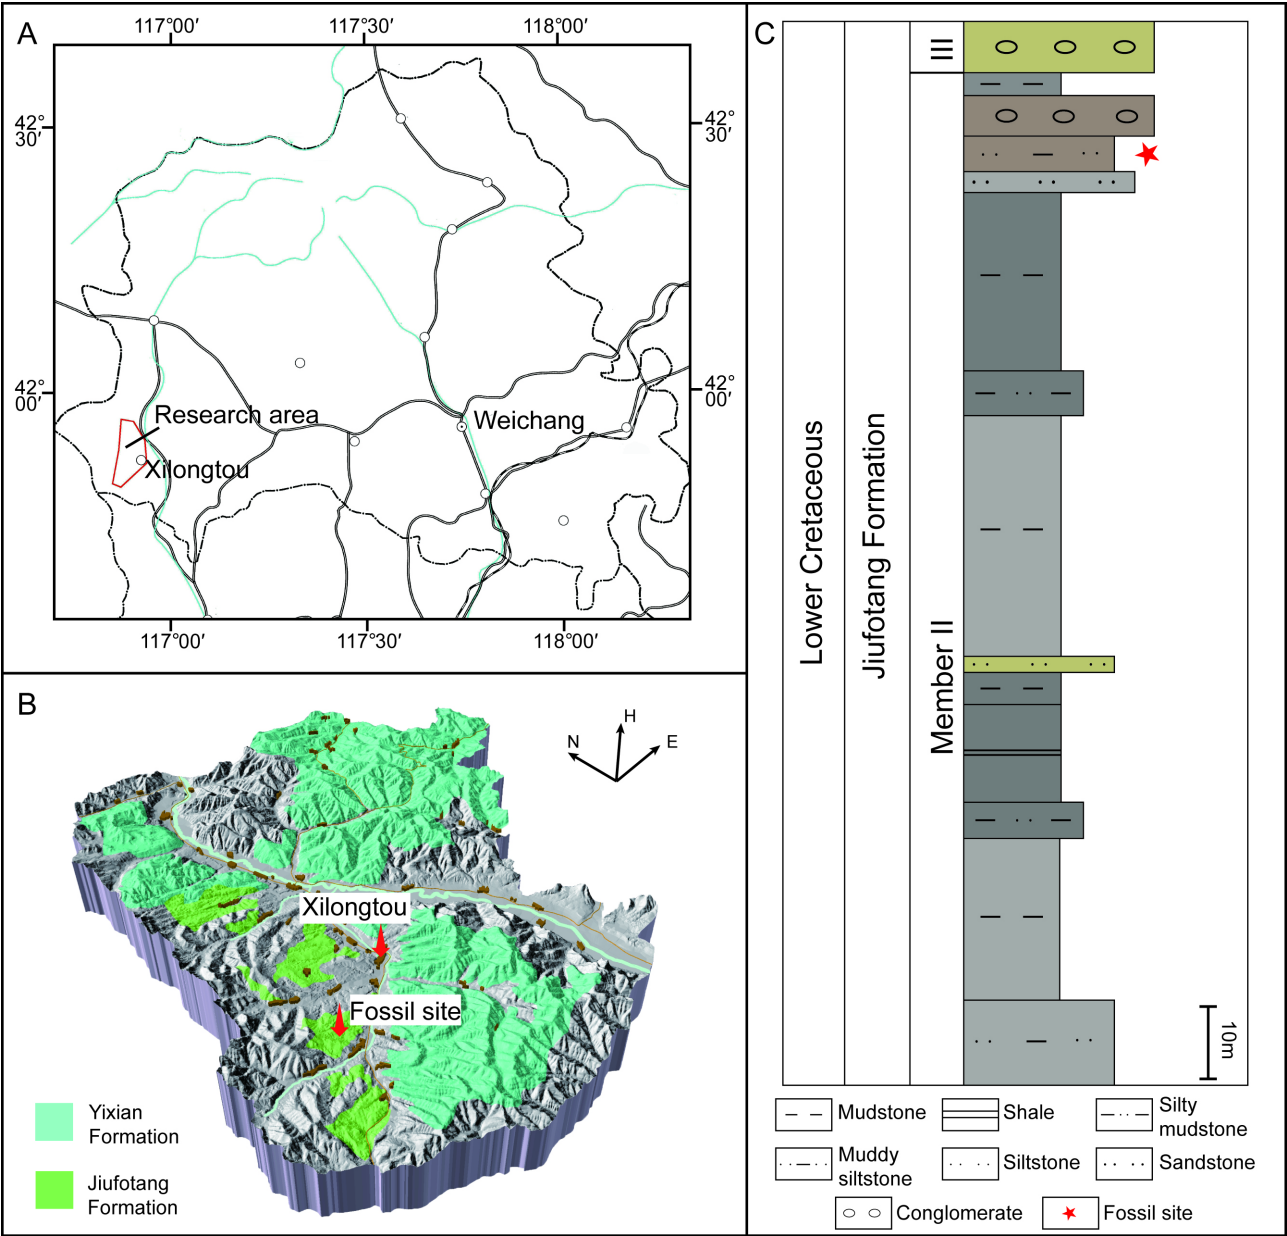 A
117°00′
117°30′
118°00′
42°
30′
42°
30′
42°
00′
42°
00′
Research area
Xilongtou
Weichang
117°00′
117°30′
118°00′
B
H
N
E
Xilongtou
Fossil site
Yixian
Formation
Jiufotang
Formation
C
Lower Cretaceous
Jiufotang Formation
III
Member II
10m
Mudstone
Shale
Silty
mudstone
Muddy
siltstone
Siltstone
Sandstone
Conglomerate
Fossil site